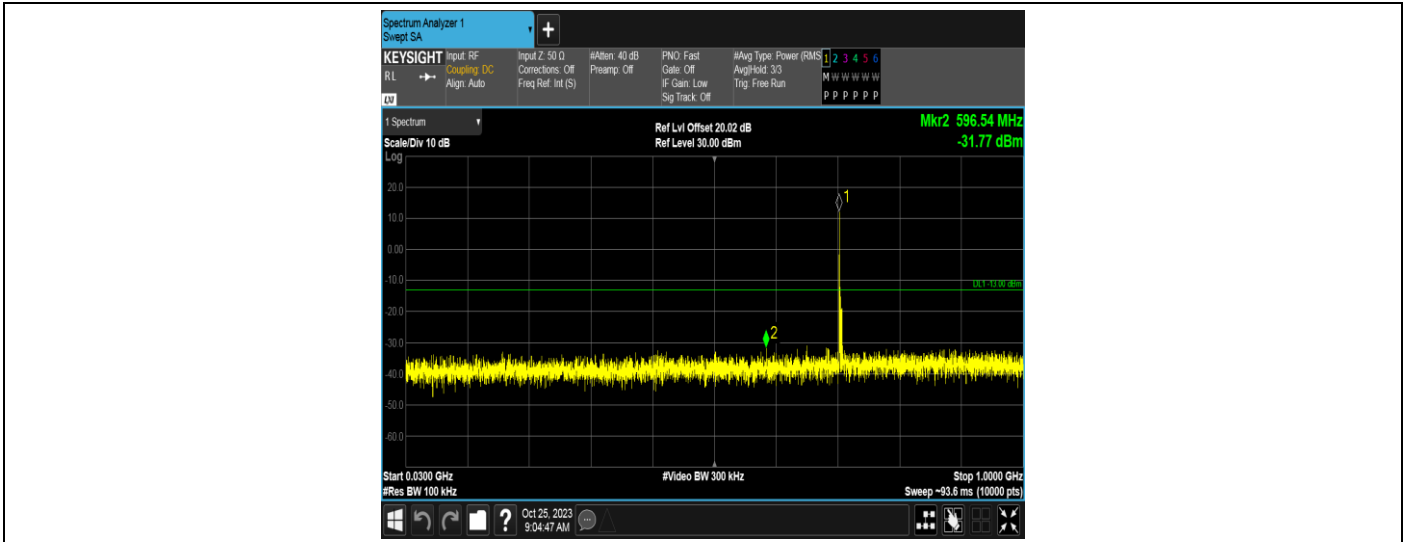 Spectrum Analyzer 1
Swept SA
+
KEYSIGHT
RL
LXI
Input: RF
Coupling: DC
Align: Auto
Input Z: 50 Ω
Corrections: Off
Freq Ref: Int (S)
#Atten: 40 dB
Preamp: Off
PNO: Fast
Gate: Off
IF Gain: Low
Sig Track: Off
#Avg Type: Power (RMS
Avg|Hold: 3/3
Trig: Free Run
1 2 3 4 5 6
M W W W W W
P P P P P P
1 Spectrum
Scale/Div 10 dB
Log
Ref Lvl Offset 20.02 dB
Ref Level 30.00 dBm
Mkr2 596.54 MHz
-31.77 dBm
20.0
10.0
0.00
-10.0
-20.0
-30.0
-40.0
-50.0
-60.0
1
DL1 -13.00 dBm
2
Start 0.0300 GHz
#Res BW 100 kHz
#Video BW 300 kHz
Stop 1.0000 GHz
Sweep ~93.6 ms (10000 pts)
?
Oct 25, 2023
9:04:47 AM